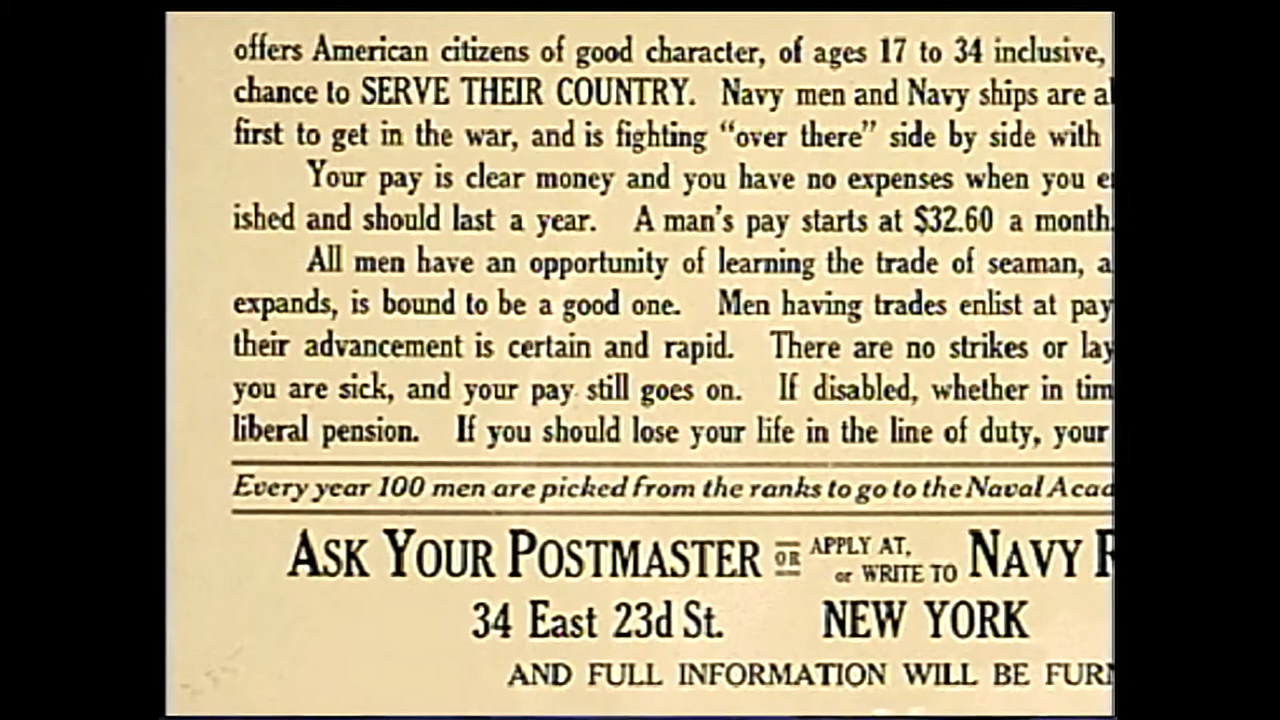 offers American citizens of good character, of ages 17 to 34 inclusive,
chance to SERVE THEIR COUNTRY. Navy men and Navy ships are al
first to get in the war, and is fighting "over there" side by side with
Your pay is clear money and you have no expenses when you e
ished and should last a year. A man's pay starts at $32.60 a month.
All men have an opportunity of learning the trade of seaman, a
expands, is bound to be a good one. Men having trades enlist at pay
their advancement is certain and rapid. There are no strikes or lay
you are sick, and your pay still goes on. If disabled, whether in tim
liberal pension. If you should lose your life in the line of duty, your
Every year 100 men are picked from the ranks to go to the Naval Acad
ASK YOUR POSTMASTER OR APPLY AT, or WRITE TO NAVY R
34 East 23d St. NEW YORK
AND FULL INFORMATION WILL BE FURN